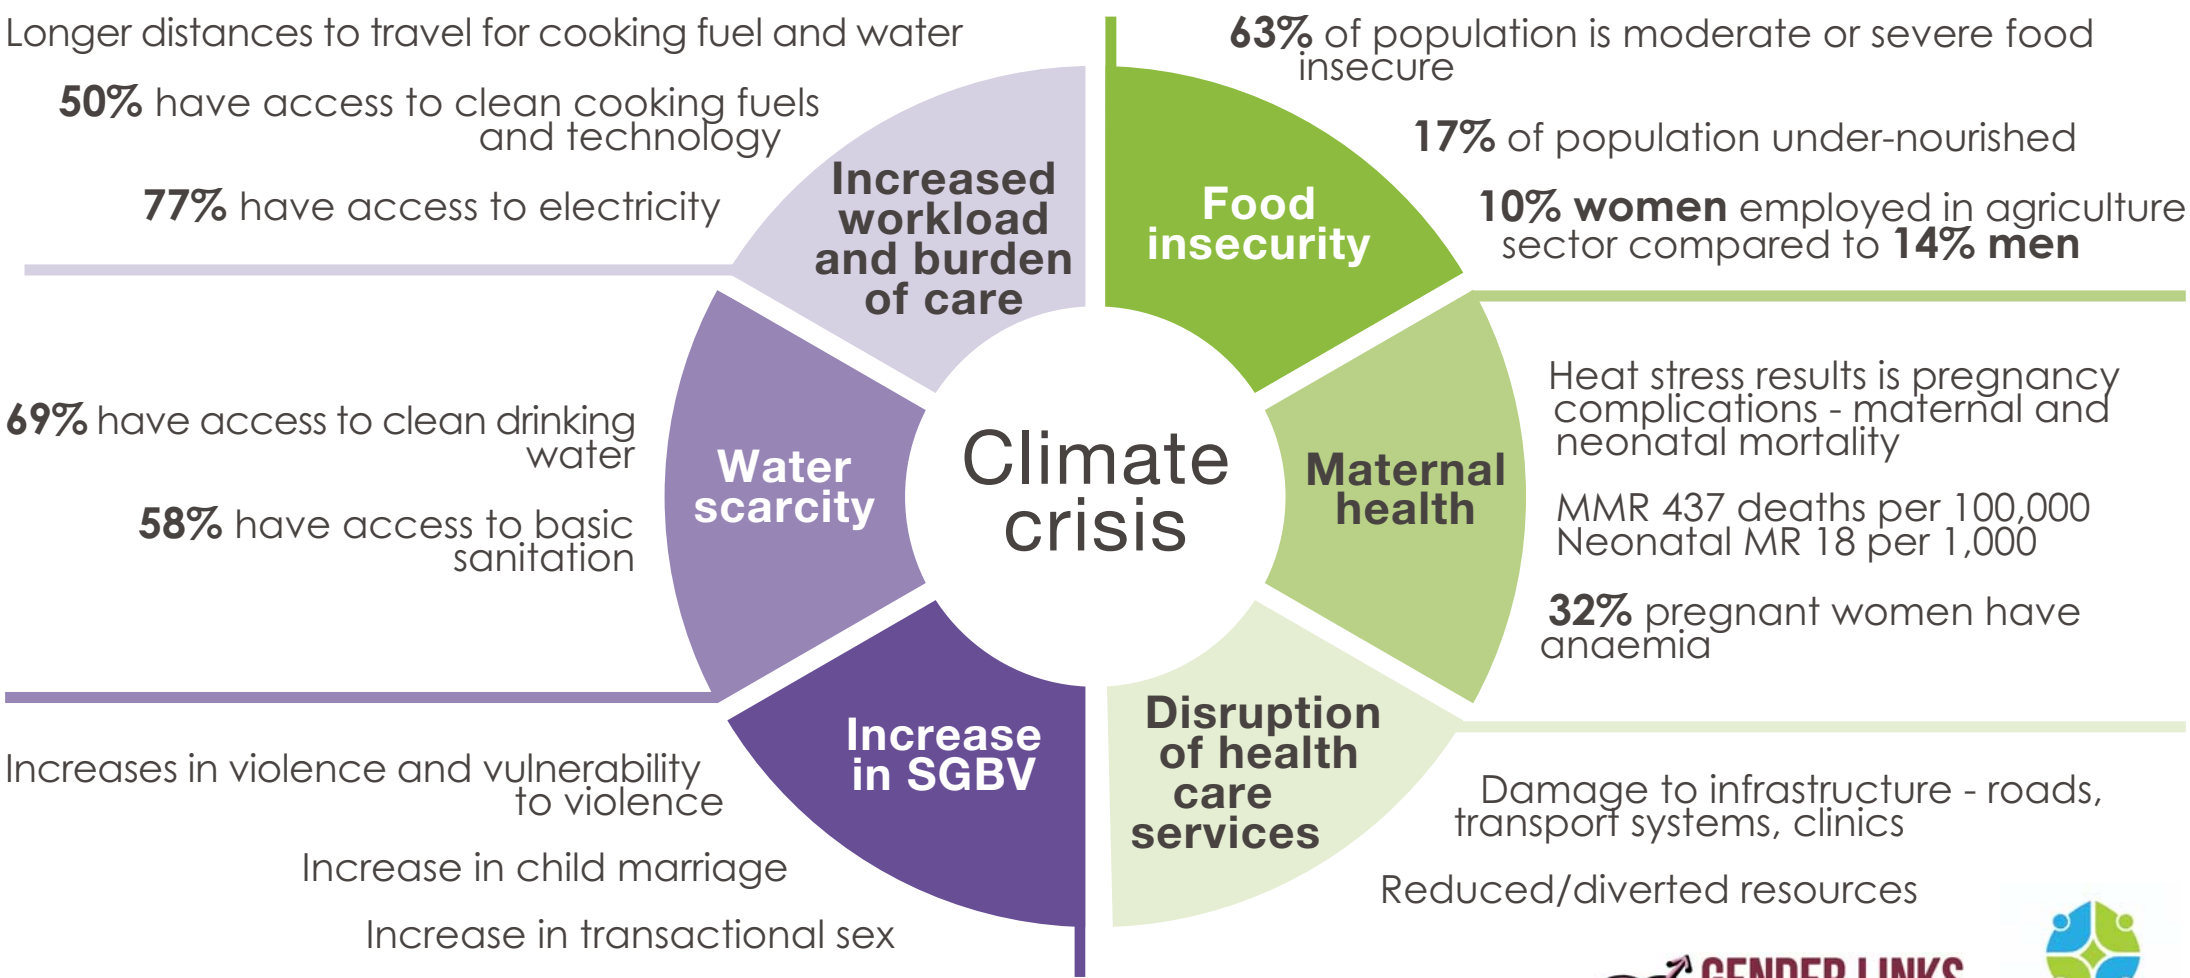 Longer distances to travel for cooking fuel and water
50% have access to clean cooking fuels
and technology
77% have access to electricity
Increased
workload
and burden
of care
63% of population is moderate or severe food
insecure
17% of population under-nourished
10% women employed in agriculture
sector compared to 14% men
Food
insecurity
69% have access to clean drinking
water
58% have access to basic
sanitation
Water
scarcity
Climate
crisis
Maternal
health
Heat stress results is pregnancy
complications - maternal and
neonatal mortality
MMR 437 deaths per 100,000
Neonatal MR 18 per 1,000
32% pregnant women have
anaemia
Increases in violence and vulnerability
to violence
Increase in child marriage
Increase in transactional sex
Increase
in SGBV
Disruption
of health
care
services
Damage to infrastructure - roads,
transport systems, clinics
Reduced/diverted resources
GENDER LINKS